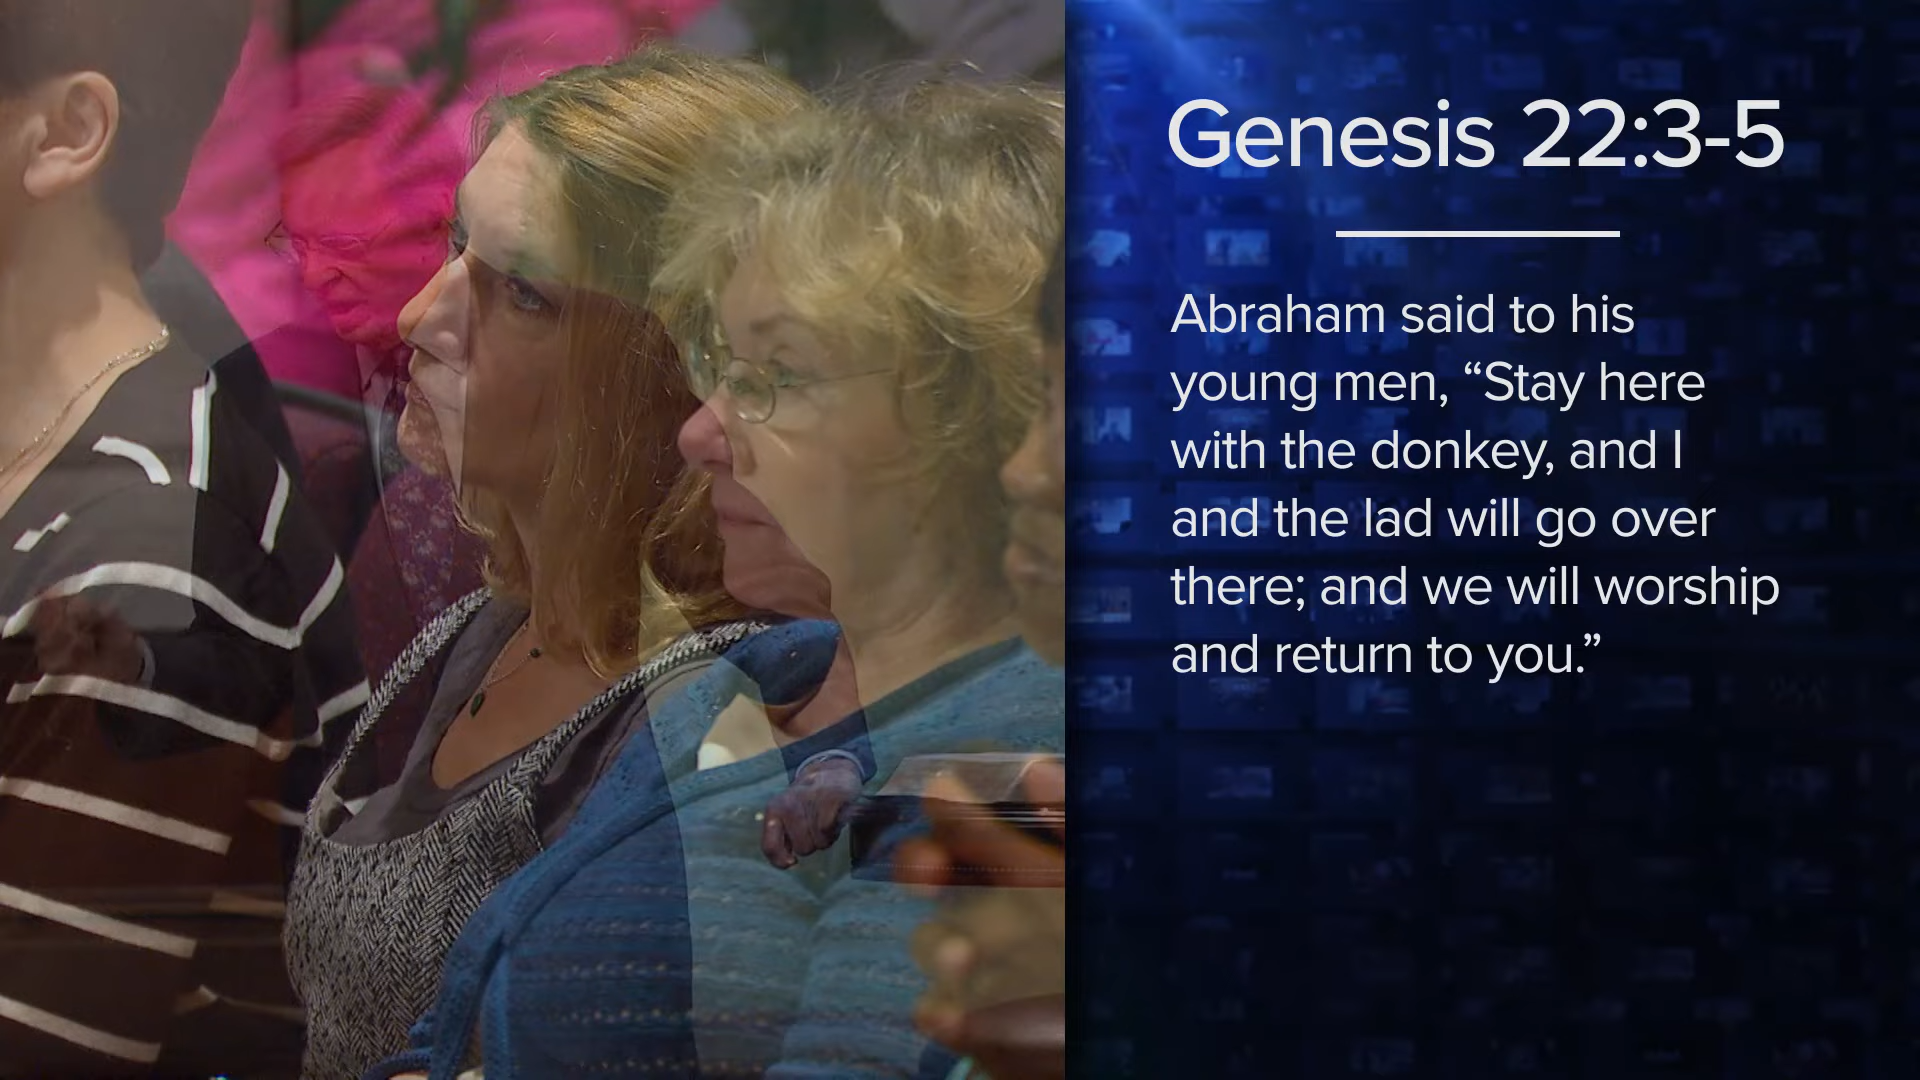 Genesis 22:3-5
Abraham said to his
young men, “Stay here
with the donkey, and I
and the lad will go over
there; and we will worship
and return to you.”